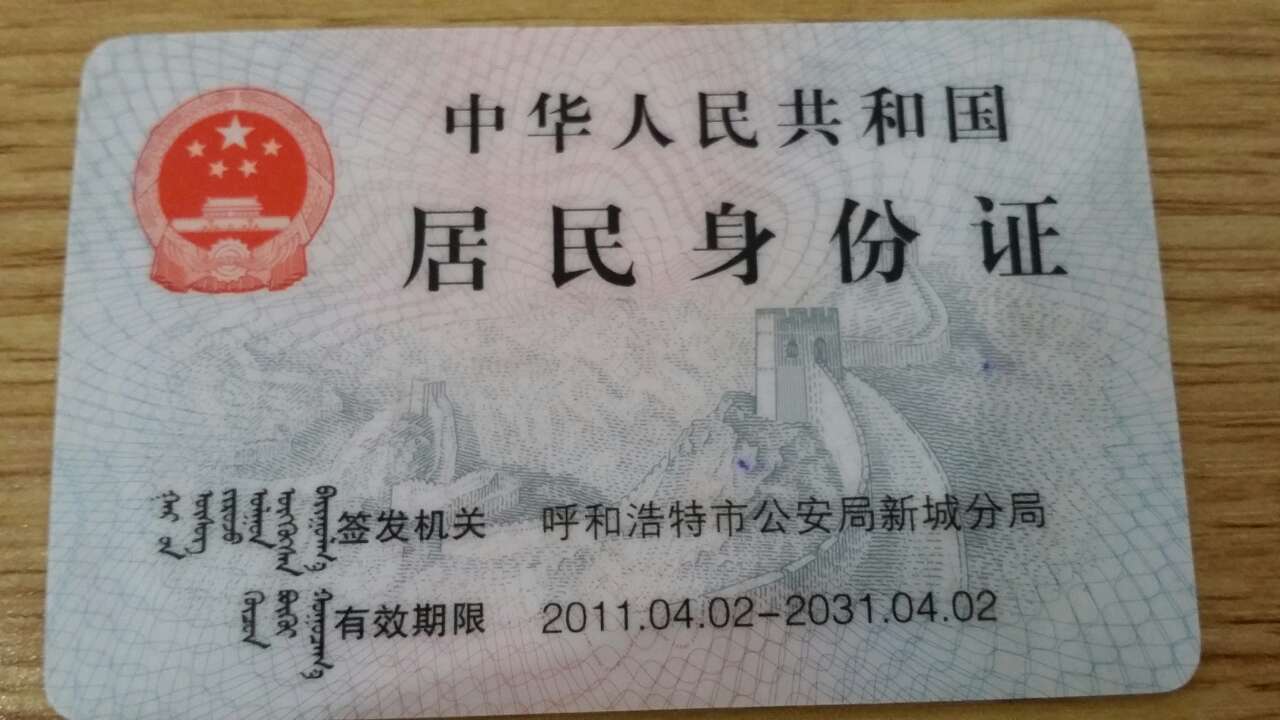 中华人民共和国
居民身份证
签发机关 呼和浩特市公安局新城分局
有效期限 2011.04.02-2031.04.02